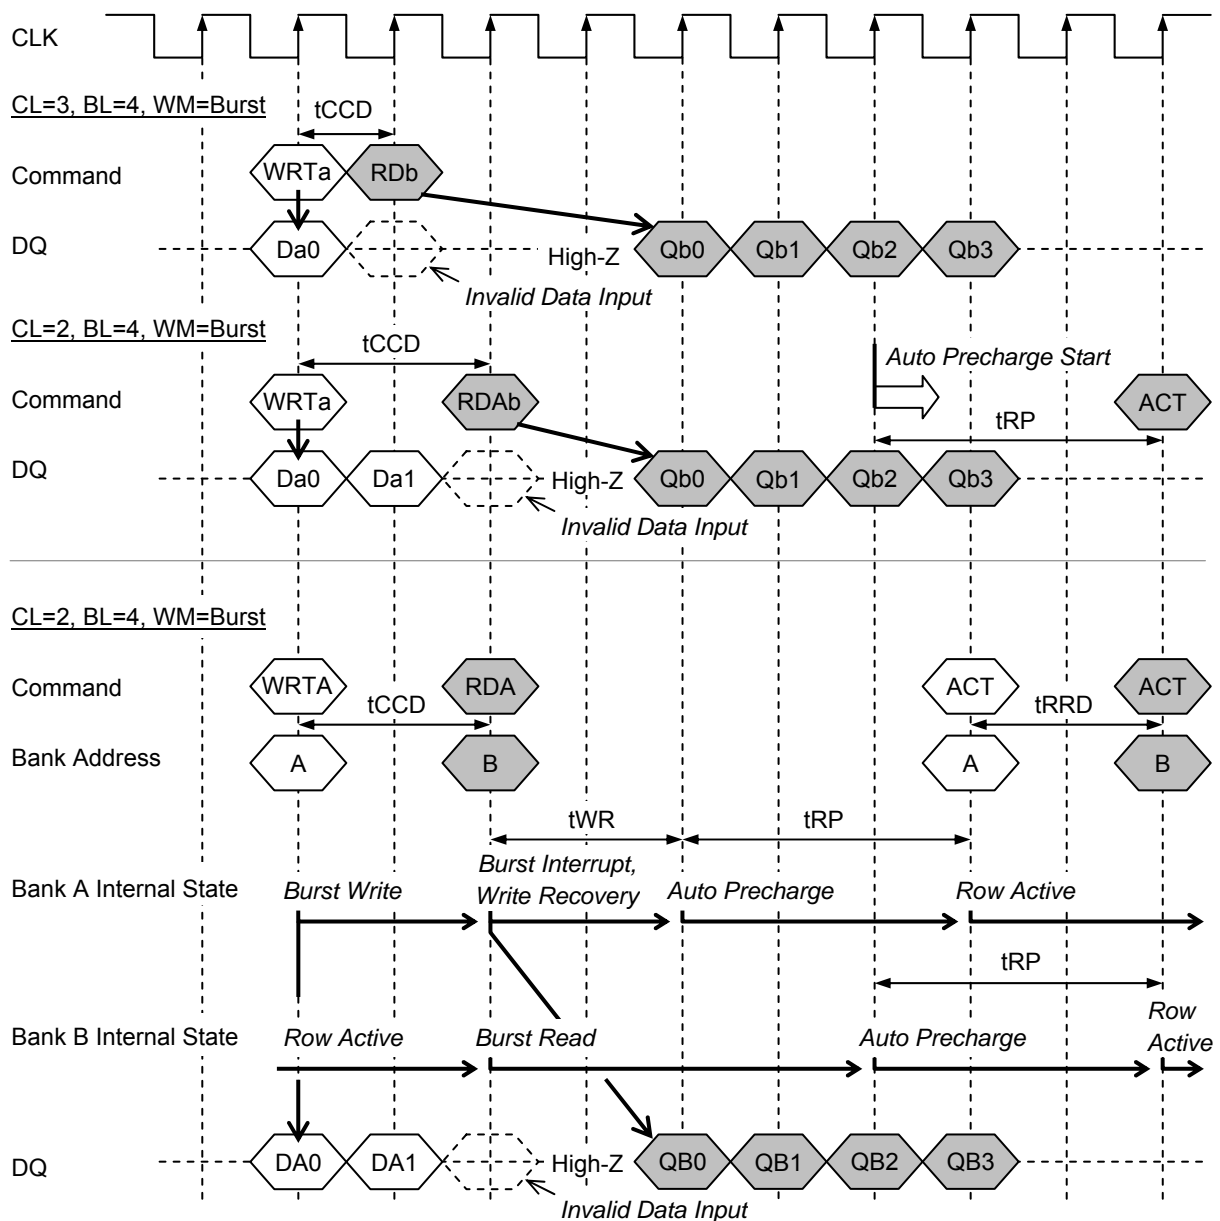 CLK
CL=3, BL=4, WM=Burst
tCCD
Command WRTa RDb
DQ Da0 High-Z Qb0 Qb1 Qb2 Qb3
Invalid Data Input
CL=2, BL=4, WM=Burst
tCCD
Auto Precharge Start
Command WRTa RDAb ACT
tRP
DQ Da0 Da1 High-Z Qb0 Qb1 Qb2 Qb3
Invalid Data Input
CL=2, BL=4, WM=Burst
Command WRTA RDA ACT ACT
tCCD tRRD
Bank Address A B A B
tWR tRP
Bank A Internal State Burst Write Burst Interrupt, Write Recovery Auto Precharge Row Active
tRP
Bank B Internal State Row Active Burst Read Auto Precharge Row Active
DQ DA0 DA1 High-Z QB0 QB1 QB2 QB3
Invalid Data Input